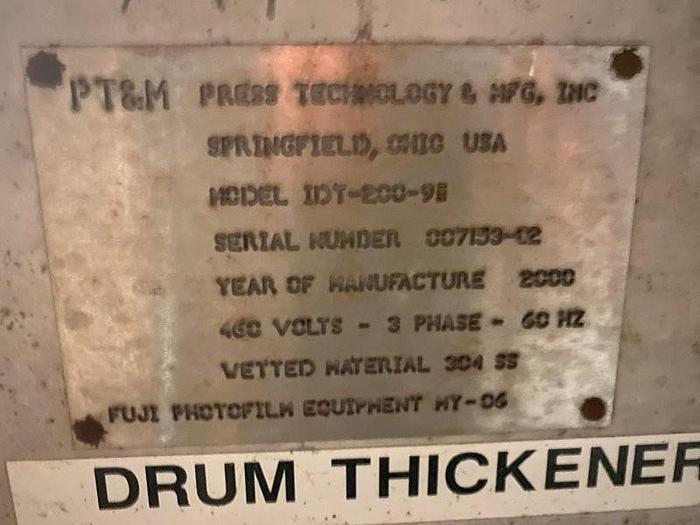 PT&M PRESS TECHNOLOGY & MFG, INC
SPRINGFIELD, OHIO USA
MODEL IDT-200-98
SERIAL NUMBER 007153-02
YEAR OF MANUFACTURE 2000
460 VOLTS - 3 PHASE - 60 HZ
WETTED MATERIAL 304 SS
FUJI PHOTOFILM EQUIPMENT MY-06
DRUM THICKENER